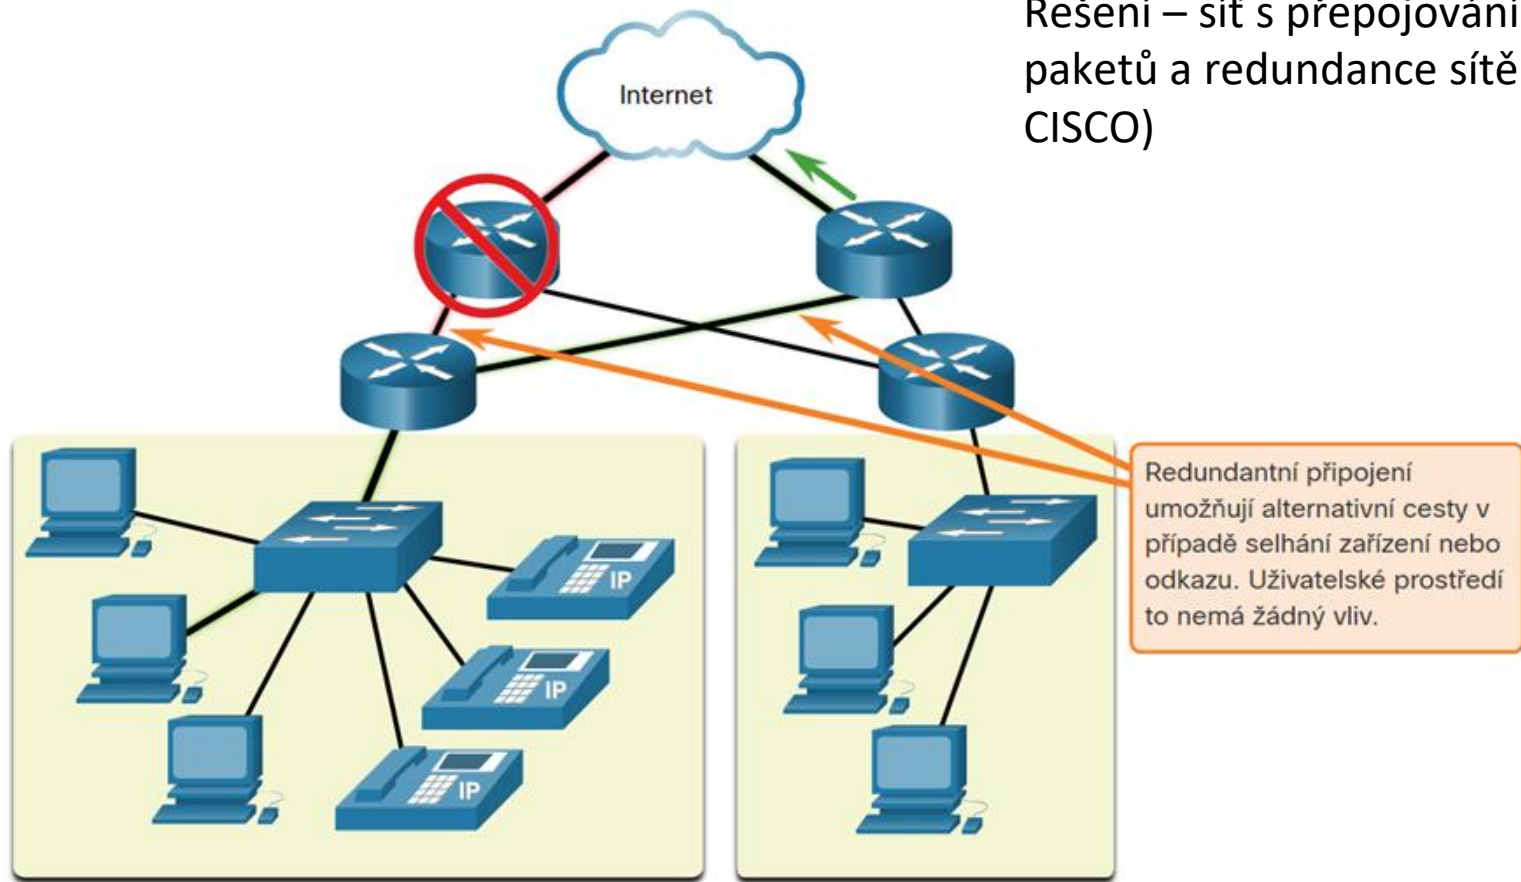 Řešení – síť s přepojování
paketů a redundance sítě
CISCO)
Internet
IP
IP
IP
Redundantní připojení
umožňují alternativní cesty v
případě selhání zařízení nebo
odkazu. Uživatelské prostředí
to nemá žádný vliv.